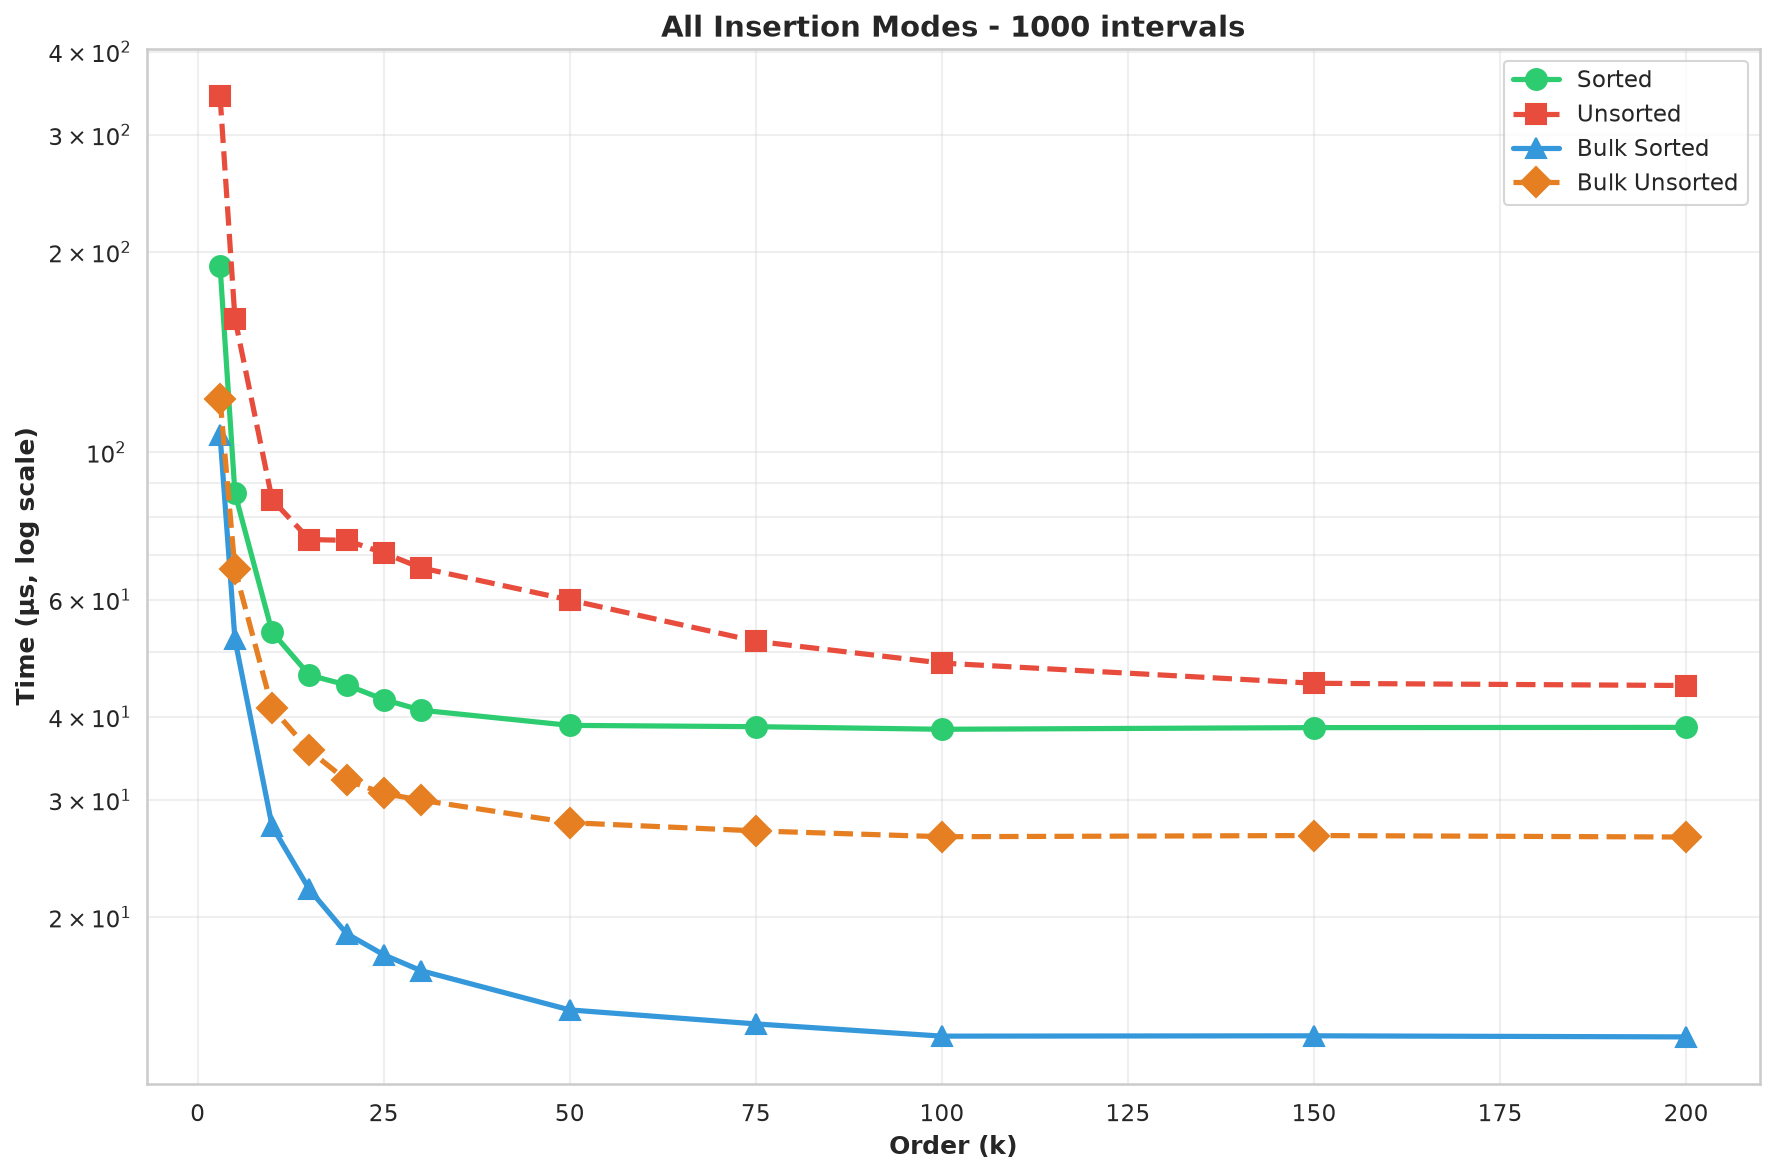 All Insertion Modes - 1000 intervals
4 × 10²
3 × 10²
2 × 10²
10²
6 × 10¹
4 × 10¹
3 × 10¹
2 × 10¹
Time (µs, log scale)
Sorted
Unsorted
Bulk Sorted
Bulk Unsorted
0 25 50 75 100 125 150 175 200
Order (k)